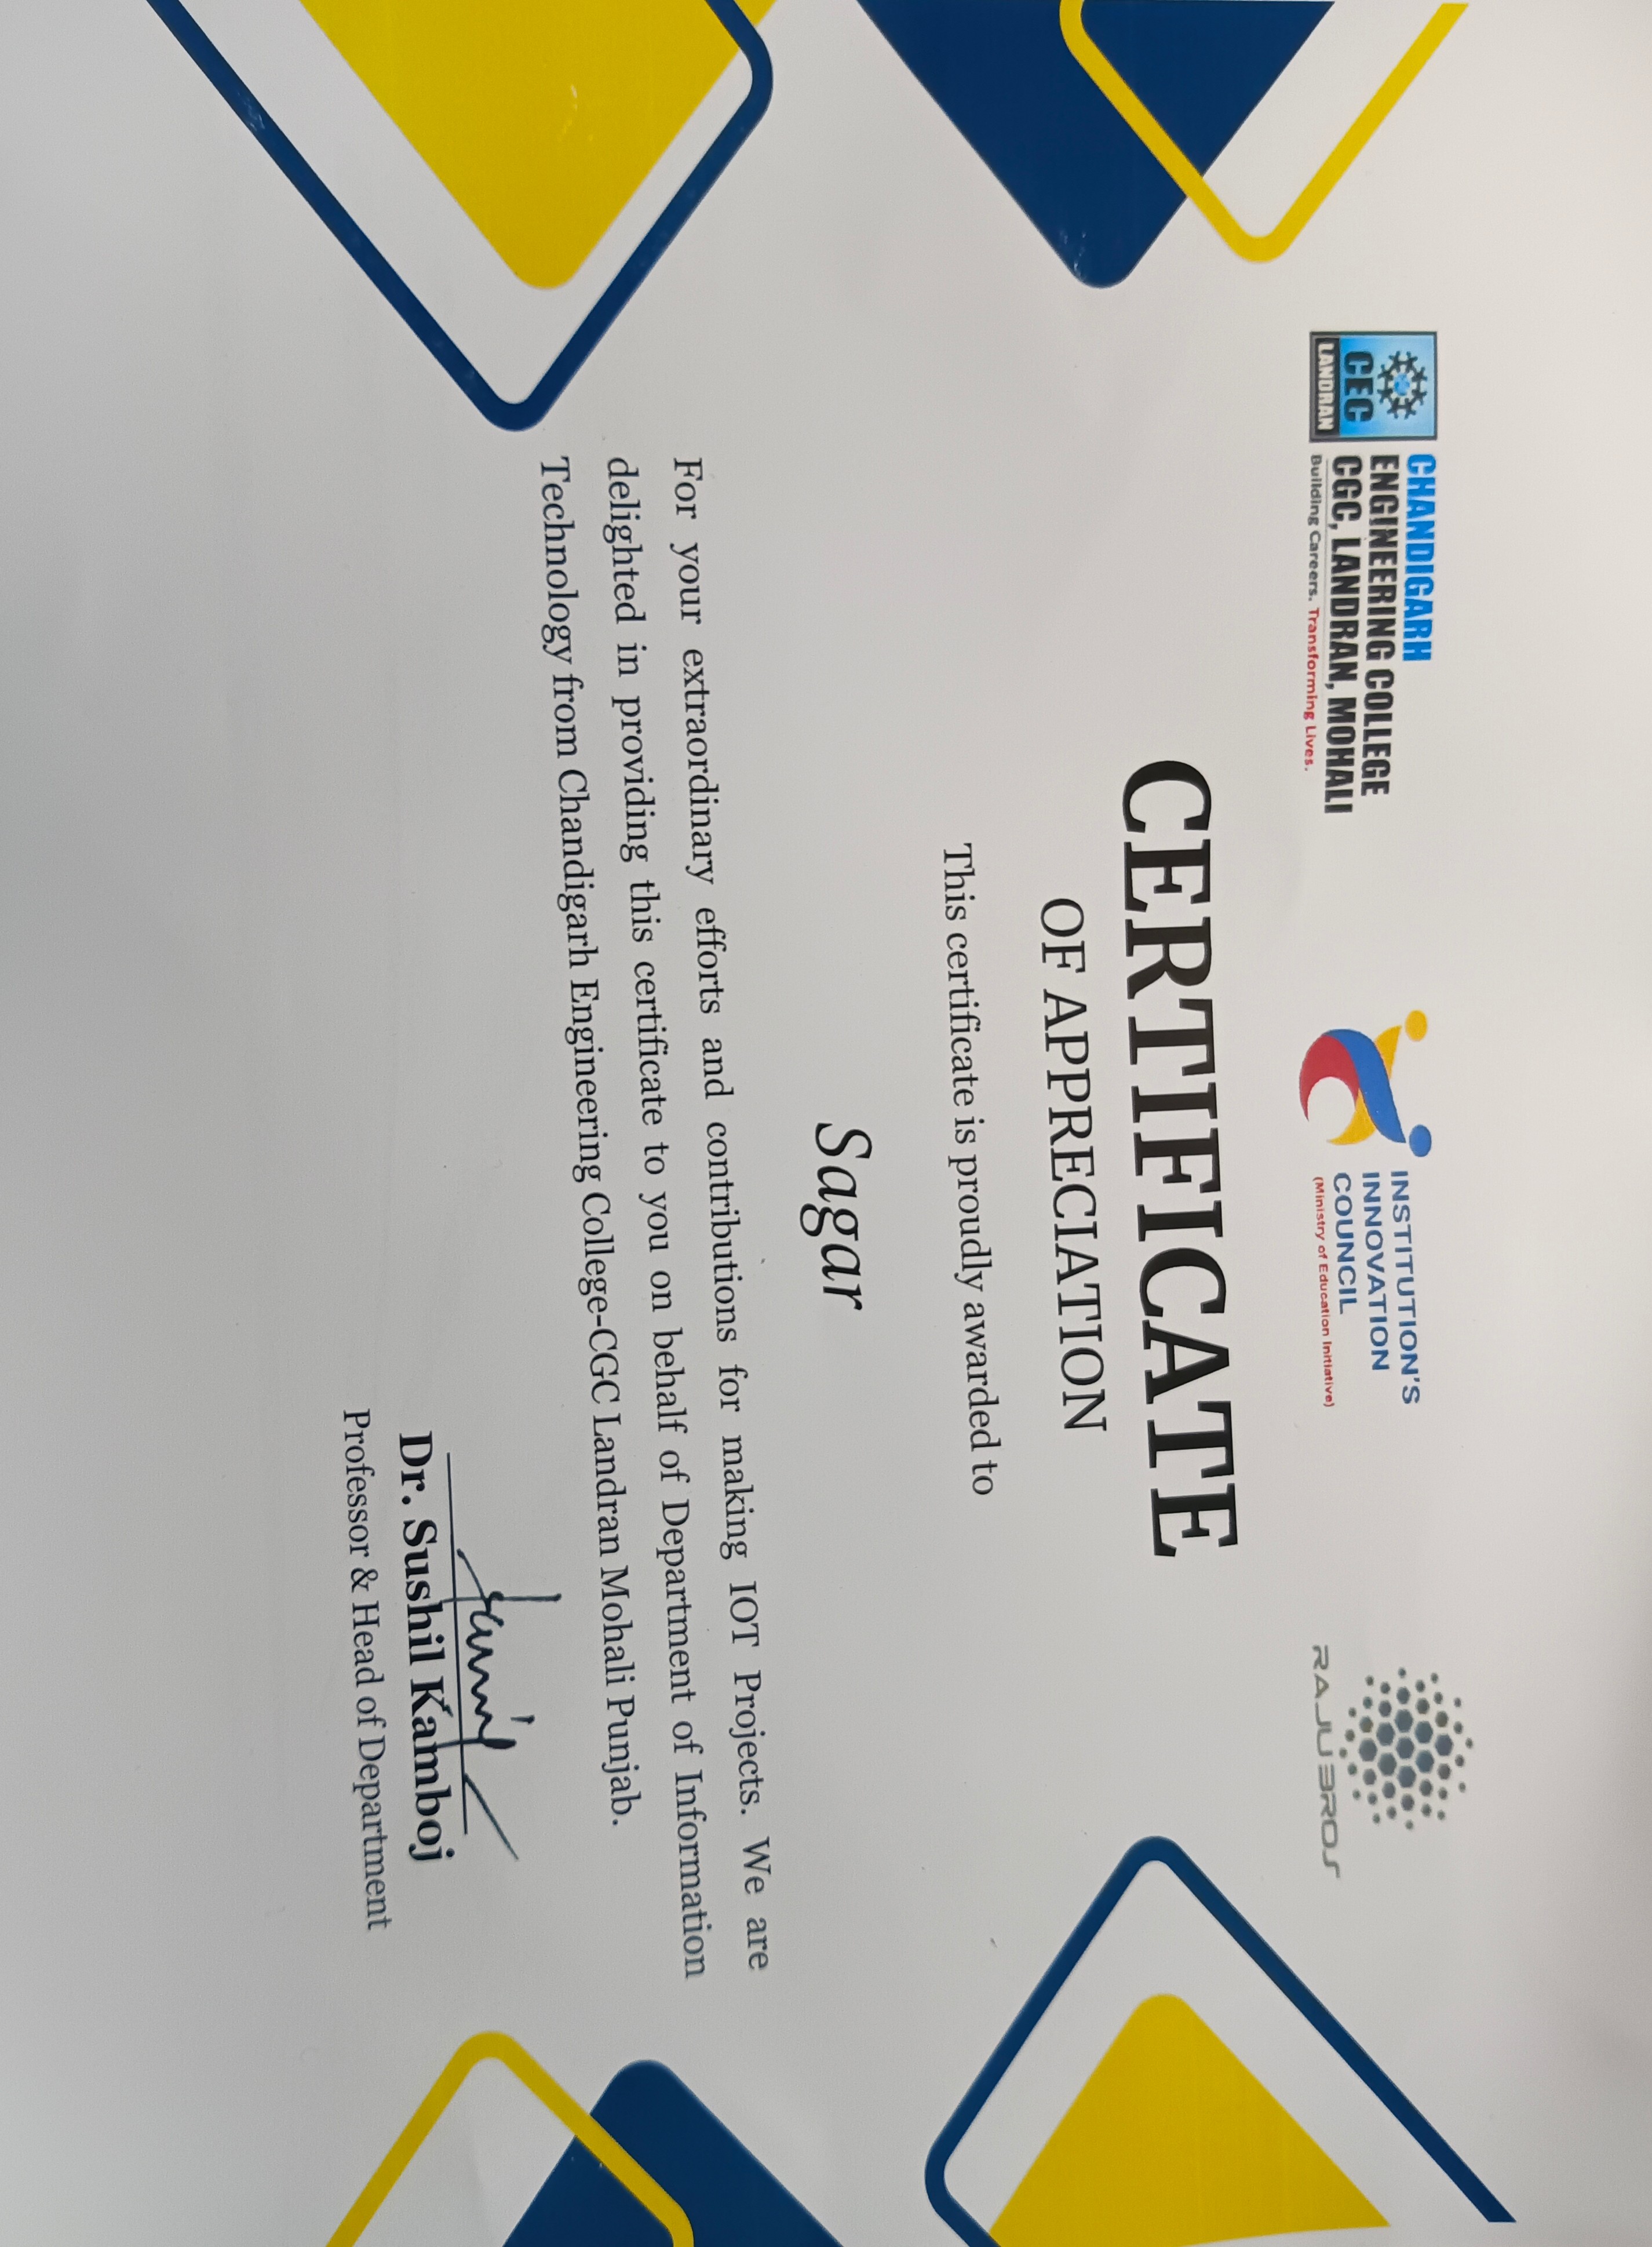 CHANDIGARH
ENGINEERING COLLEGE
CGC, LANDRAN, MOHALI
Building Careers. Transforming Lives.
CEC
LANDRAN
INSTITUTION'S
INNOVATION
COUNCIL
(Ministry of Education Initiative)
RAJUBROS
CERTIFICATE
OF APPRECIATION
This certificate is proudly awarded to
Sagar
For your extraordinary efforts and contributions for making IOT Projects. We are
delighted in providing this certificate to you on behalf of Department of Information
Technology from Chandigarh Engineering College-CGC Landran Mohali Punjab.
Dr. Sushil Kamboj
Professor & Head of Department